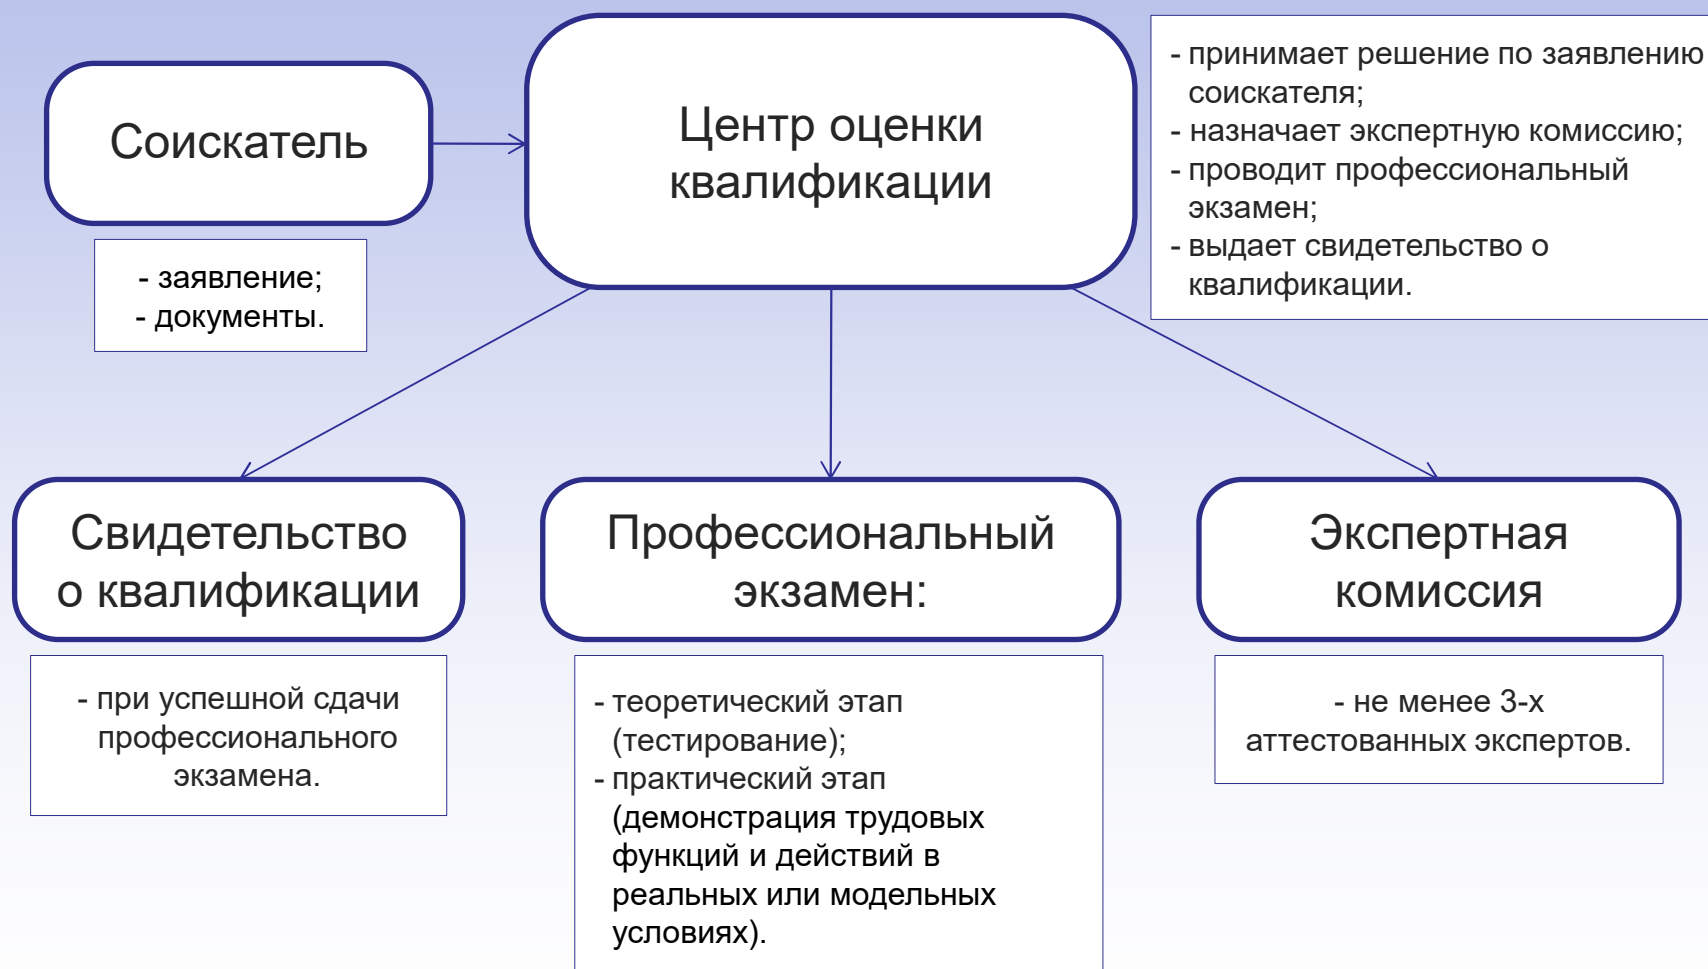 Соискатель
- заявление;
- документы.
Центр оценки
квалификации
- принимает решение по заявлению
соискателя;
- назначает экспертную комиссию;
- проводит профессиональный
экзамен;
- выдает свидетельство о
квалификации.
Свидетельство
о квалификации
- при успешной сдачи
профессионального
экзамена.
Профессиональный
экзамен:
- теоретический этап
(тестирование);
- практический этап
(демонстрация трудовых
функций и действий в
реальных или модельных
условиях).
Экспертная
комиссия
- не менее 3-х
аттестованных экспертов.